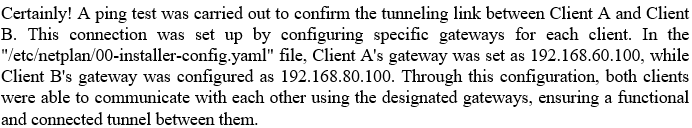 Certainly! A ping test was carried out to confirm the tunneling link between Client A and Client
B. This connection was set up by configuring specific gateways for each client. In the
"/etc/netplan/00-installer-config.yaml" file, Client A's gateway was set as 192.168.60.100, while
Client B's gateway was configured as 192.168.80.100. Through this configuration, both clients
were able to communicate with each other using the designated gateways, ensuring a functional
and connected tunnel between them.